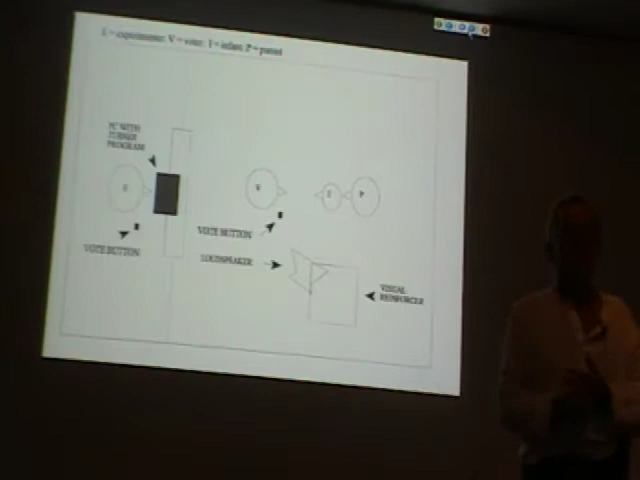 E = experimenter: V = voter: I = infant: P = parent
PC WITH
TURNER
PROGRAM
E
V
I
P
VOTE BUTTON
VOTE BUTTON
LOUDSPEAKER
VISUAL
REINFORCER